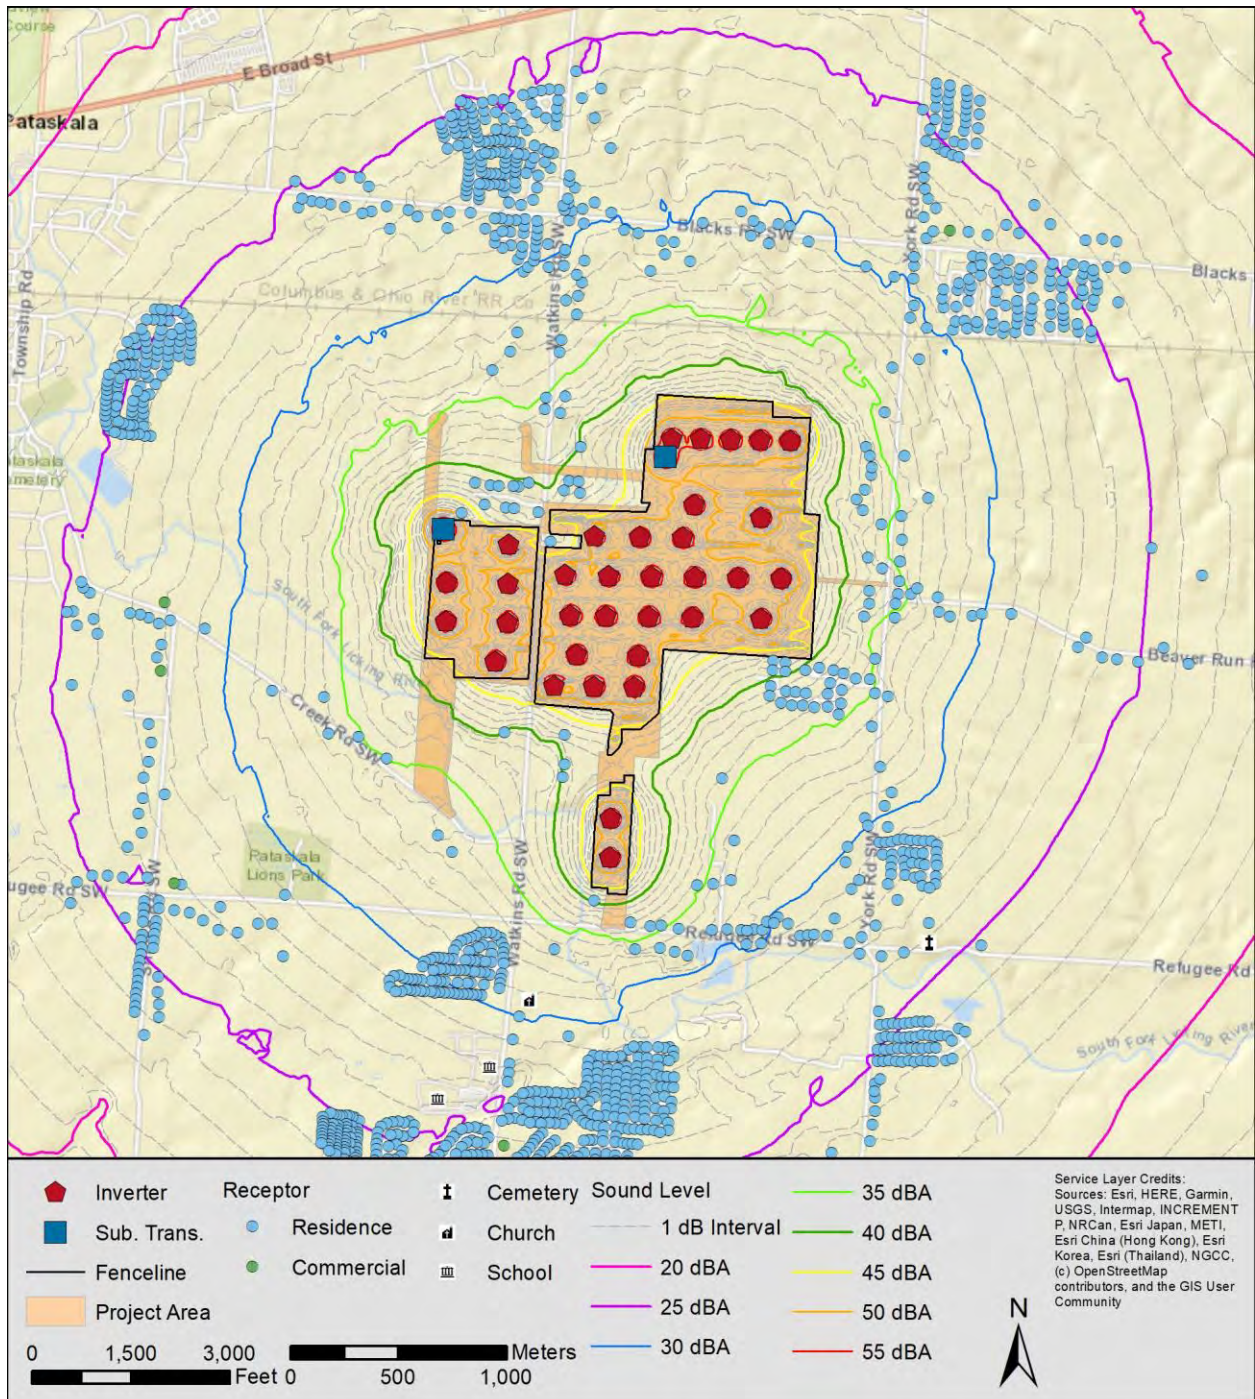 Course
E Broad St
Pataskala
Blacks Rd SW
York Rd SW
Blacks
Watkins Rd SW
Columbus & Ohio River RR Co
Township Rd
South Fork Licking River
Beaver Run
Creek Rd SW
Pataskala
Lions Park
Watkins Rd SW
York Rd SW
Refugee Rd SW
Refugee Rd
South Fork Licking River
Inverter
Sub. Trans.
Fenceline
Project Area
0 1,500 3,000
Feet
Receptor
Residence
Commercial
0 500 1,000
Meters
Cemetery
Church
School
Sound Level
1 dB Interval
20 dBA
25 dBA
30 dBA
35 dBA
40 dBA
45 dBA
50 dBA
55 dBA
Service Layer Credits:
Sources: Esri, HERE, Garmin,
USGS, Intermap, INCREMENT
P, NRCan, Esri Japan, METI,
Esri China (Hong Kong), Esri
Korea, Esri (Thailand), NGCC,
(c) OpenStreetMap
contributors, and the GIS User
Community
N